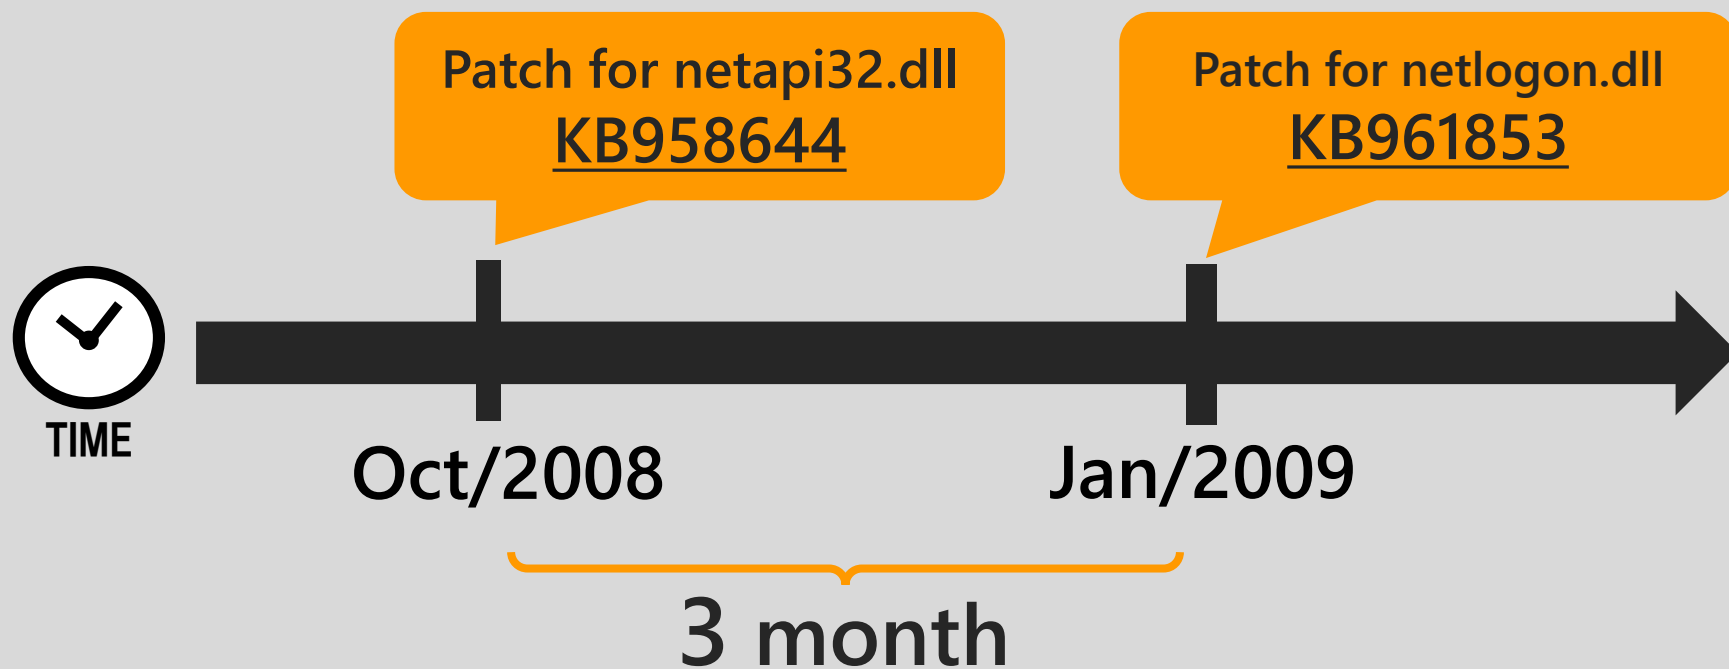 Patch for netapi32.dll
KB958644
Patch for netlogon.dll
KB961853
TIME
Oct/2008
Jan/2009
3 month